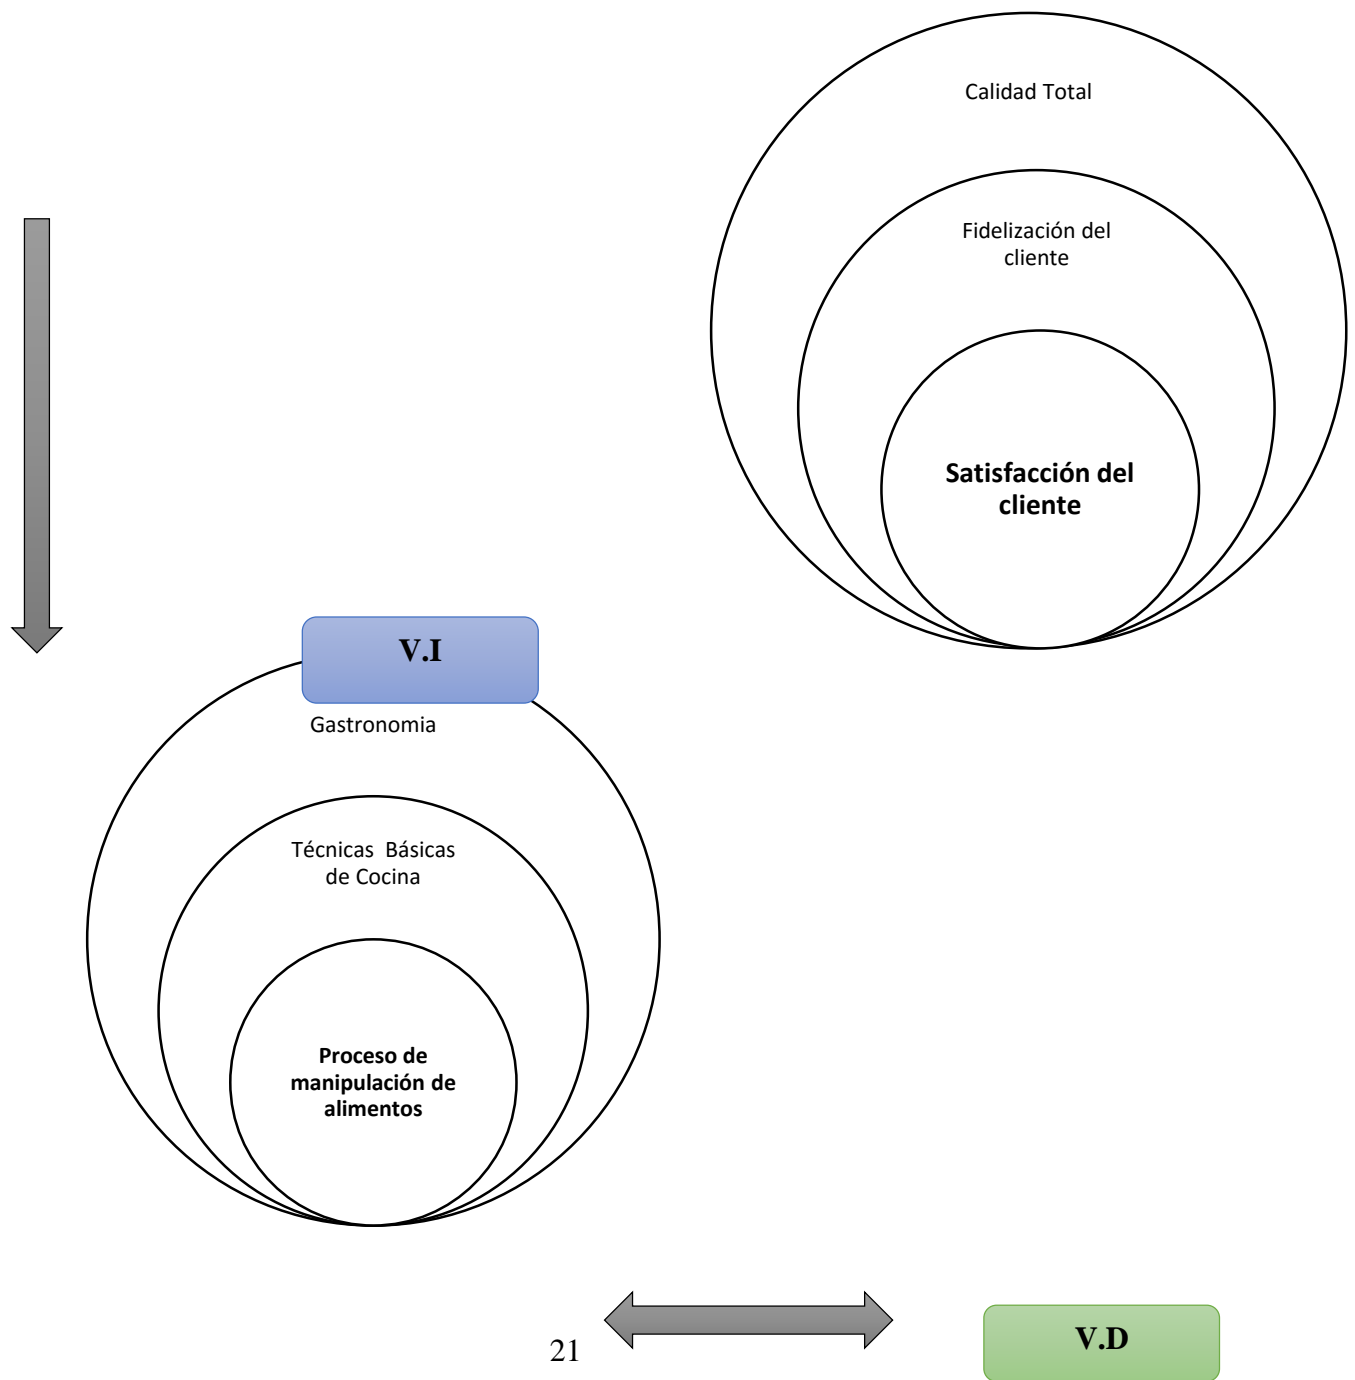 Calidad Total
Fidelización del
cliente
Satisfacción del
cliente
V.I
Gastronomia
Técnicas Básicas
de Cocina
Proceso de
manipulación de
alimentos
21
V.D